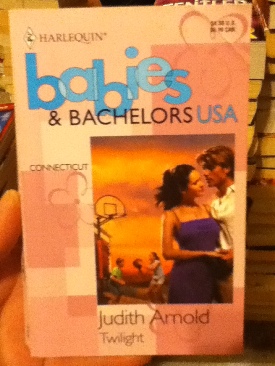 HARLEQUIN®
babies
& BACHELORS USA
CONNECTICUT
Judith Arnold
Twilight